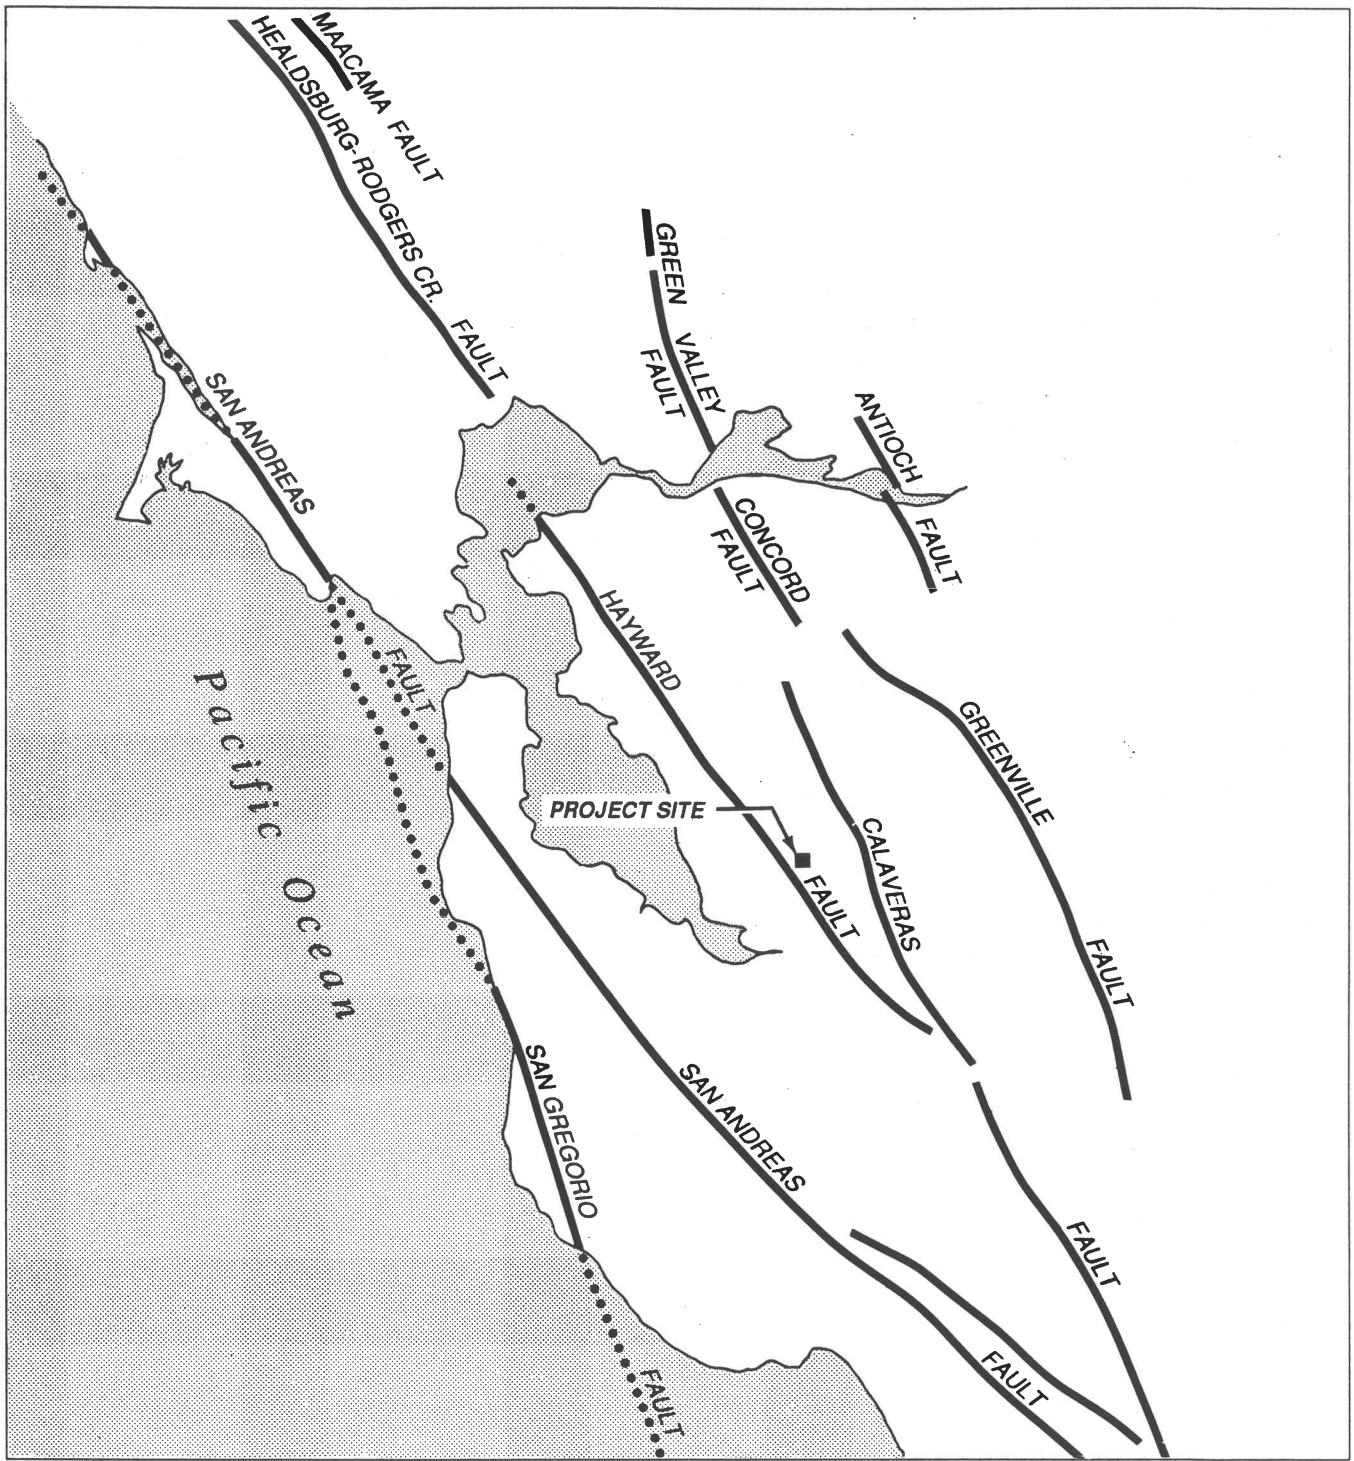 MAACAMA FAULT
HEALDSBURG-RODGERS CR. FAULT
GREEN VALLEY
FAULT
SAN ANDREAS
FAULT
ANTIOCH
FAULT
CONCORD
FAULT
HAYWARD
FAULT
Pacific Ocean
GREENVILLE
FAULT
PROJECT SITE
CALAVERAS
FAULT
SAN GREGORIO
FAULT
SAN ANDREAS
FAULT